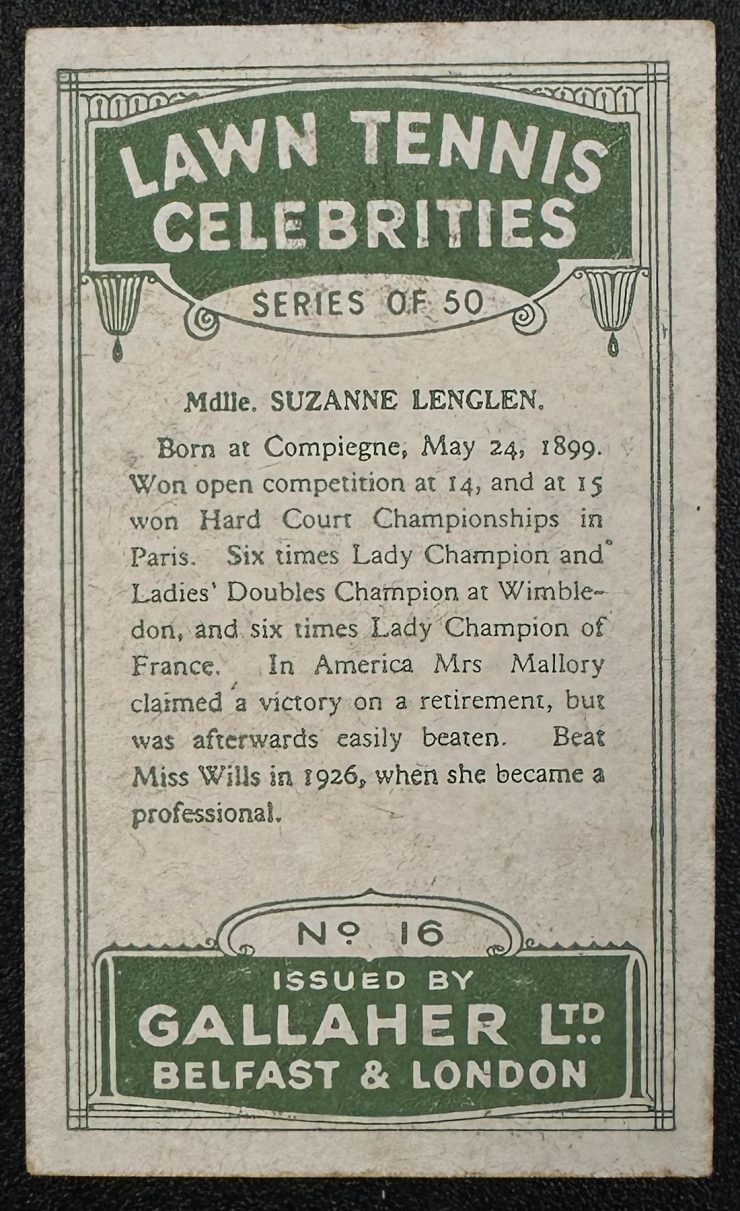 LAWN TENNIS
CELEBRITIES
SERIES OF 50
Mdlle. SUZANNE LENGLEN.
Born at Compiegne, May 24, 1899.
Won open competition at 14, and at 15
won Hard Court Championships in
Paris. Six times Lady Champion and
Ladies' Doubles Champion at Wimble-
don, and six times Lady Champion of
France. In America Mrs Mallory
claimed a victory on a retirement, but
was afterwards easily beaten. Beat
Miss Wills in 1926, when she became a
professional.
No 16
ISSUED BY
GALLAHER LTD.
BELFAST & LONDON